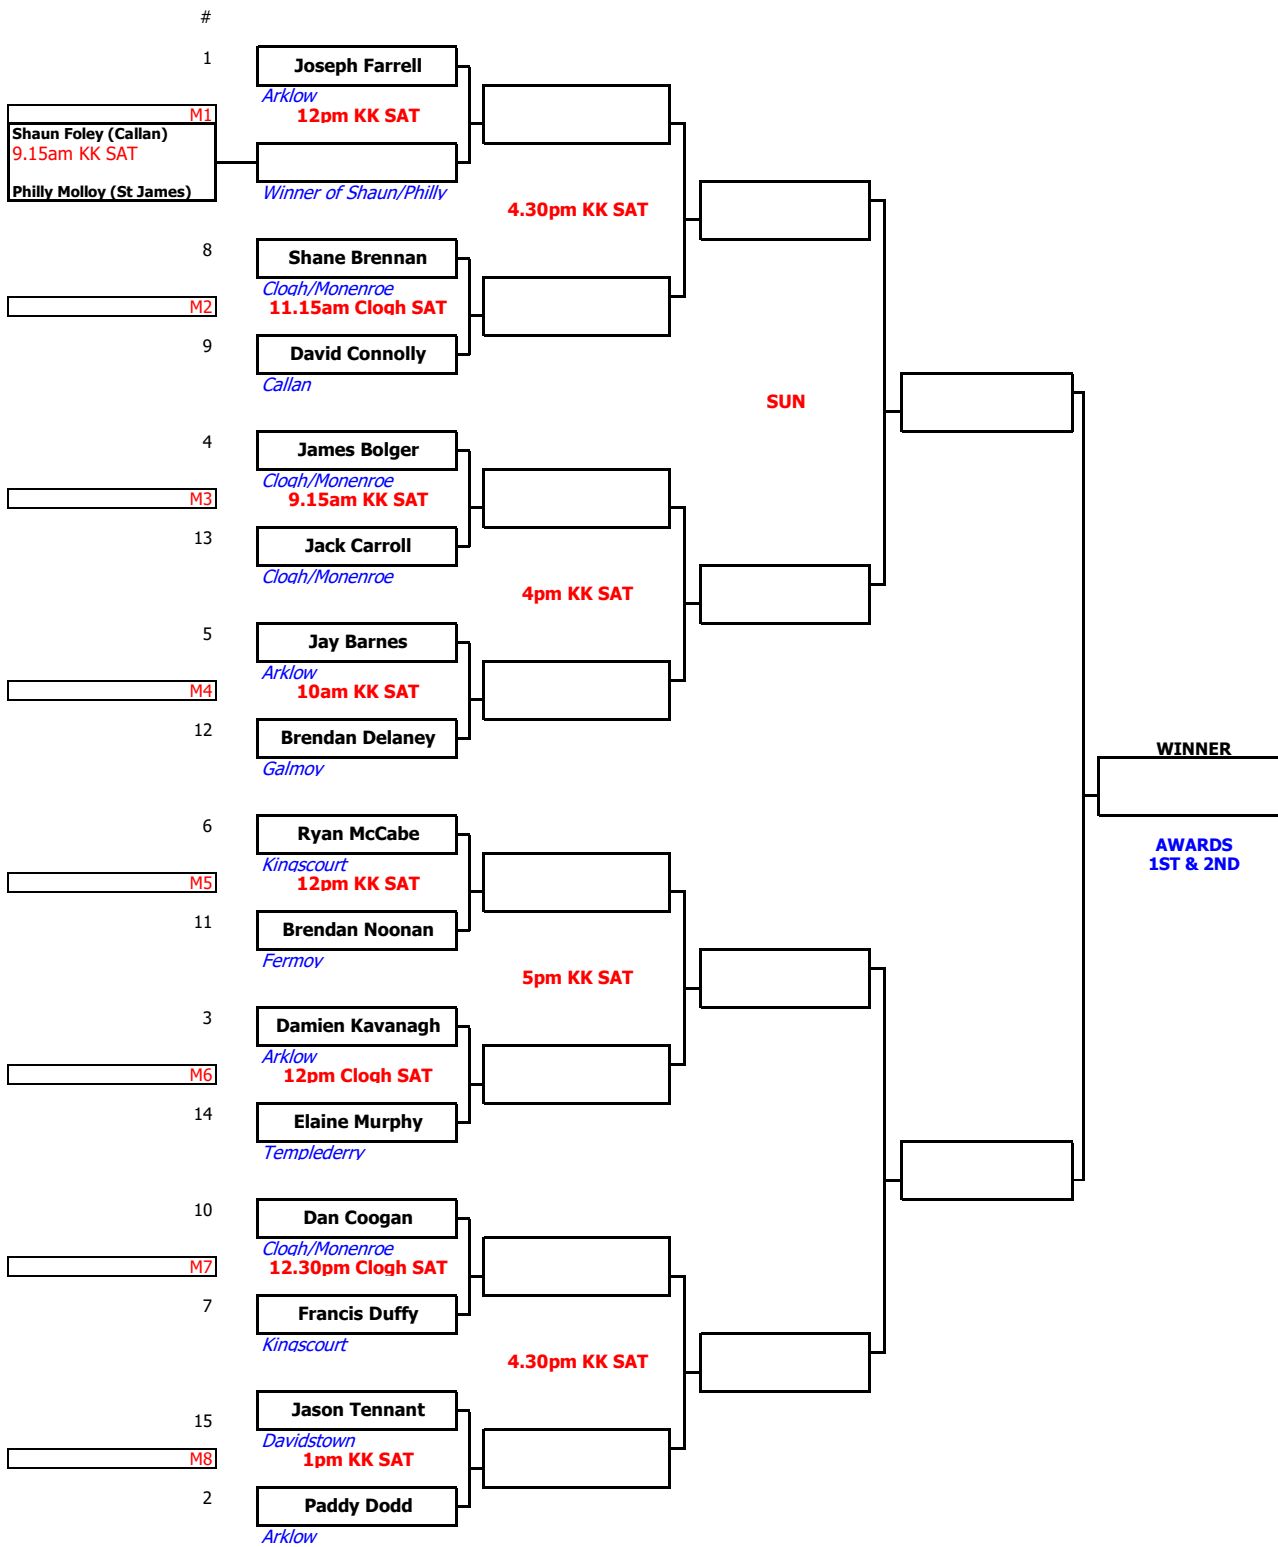 #
1
Joseph Farrell
Arklow
M1
12pm KK SAT
Shaun Foley (Callan)
9.15am KK SAT
Philly Molloy (St James)
Winner of Shaun/Philly
4.30pm KK SAT
8
Shane Brennan
Clogh/Monenroe
M2
11.15am Clogh SAT
9
David Connolly
Callan
SUN
4
James Bolger
Clogh/Monenroe
M3
9.15am KK SAT
13
Jack Carroll
Clogh/Monenroe
4pm KK SAT
5
Jay Barnes
Arklow
M4
10am KK SAT
12
Brendan Delaney
Galmoy
WINNER
6
Ryan McCabe
Kingscourt
AWARDS
1ST & 2ND
M5
12pm KK SAT
11
Brendan Noonan
Fermoy
5pm KK SAT
3
Damien Kavanagh
Arklow
M6
12pm Clogh SAT
14
Elaine Murphy
Templederry
10
Dan Coogan
Clogh/Monenroe
M7
12.30pm Clogh SAT
7
Francis Duffy
Kingscourt
4.30pm KK SAT
15
Jason Tennant
Davidstown
M8
1pm KK SAT
2
Paddy Dodd
Arklow